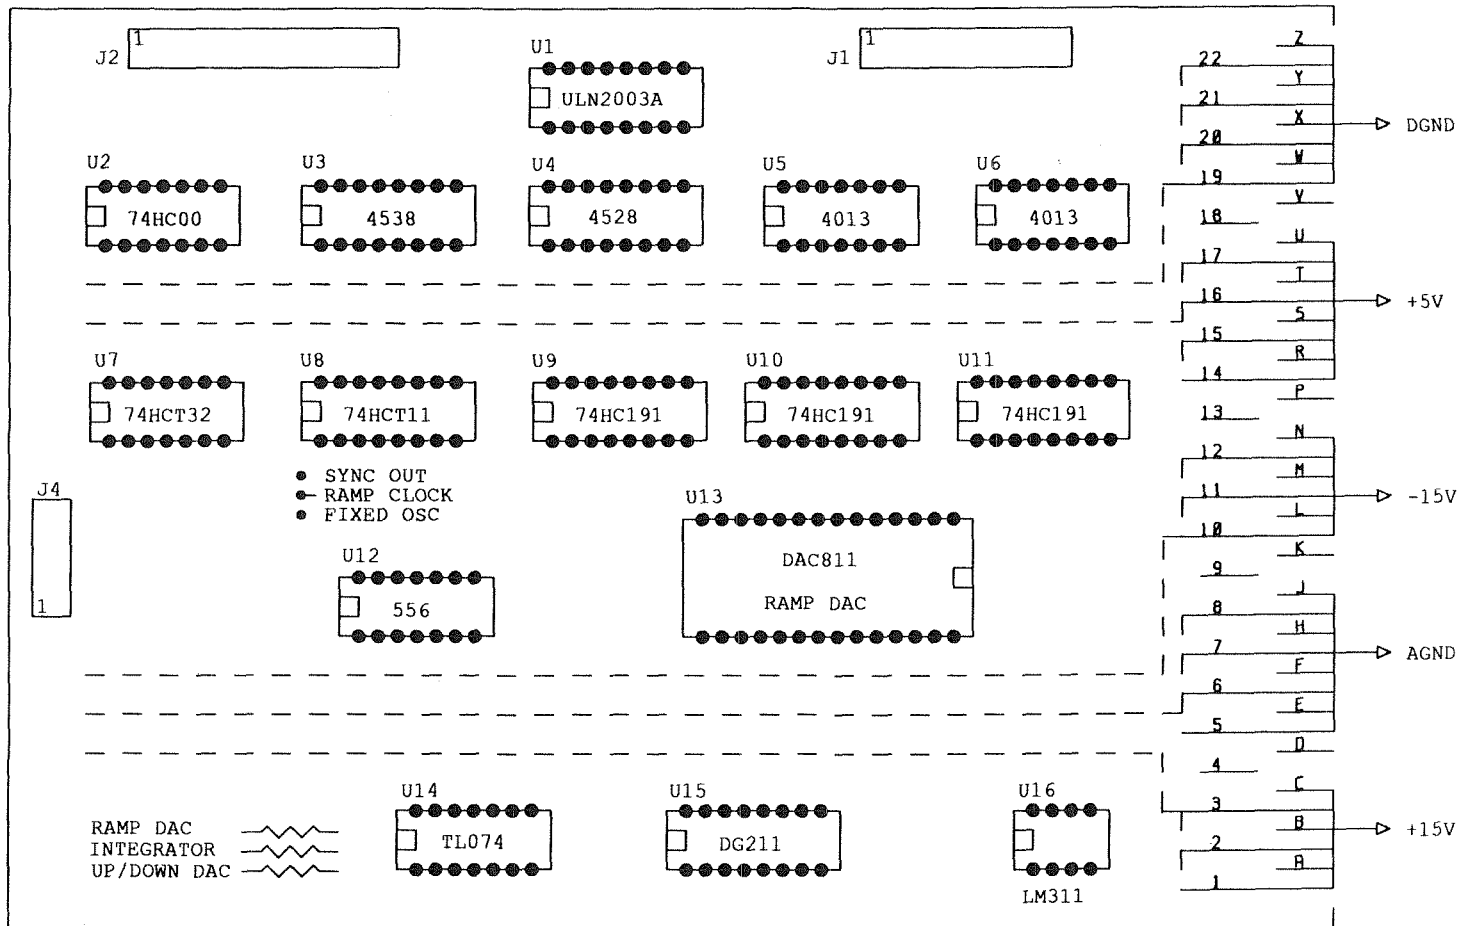 J2 1
U1
ULN2003A
J1 1
U2 U3 U4 U5 U6
74HC00 4538 4528 4013 4013
U7 U8 U9 U10 U11
74HCT32 74HCT11 74HC191 74HC191 74HC191
SYNC OUT
RAMP CLOCK
FIXED OSC
J4
1
U12
556
U13
DAC811
RAMP DAC
U14 U15 U16
TL074 DG211
LM311
RAMP DAC
INTEGRATOR
UP/DOWN DAC
Z
22
Y
21
X
DGND
20
W
19
V
18
U
17
T
16
+5V
S
15
R
14
P
13
N
12
M
11
-15V
L
10
K
9
J
8
H
7
AGND
F
6
E
5
D
4
C
3
B
+15V
2
A
1